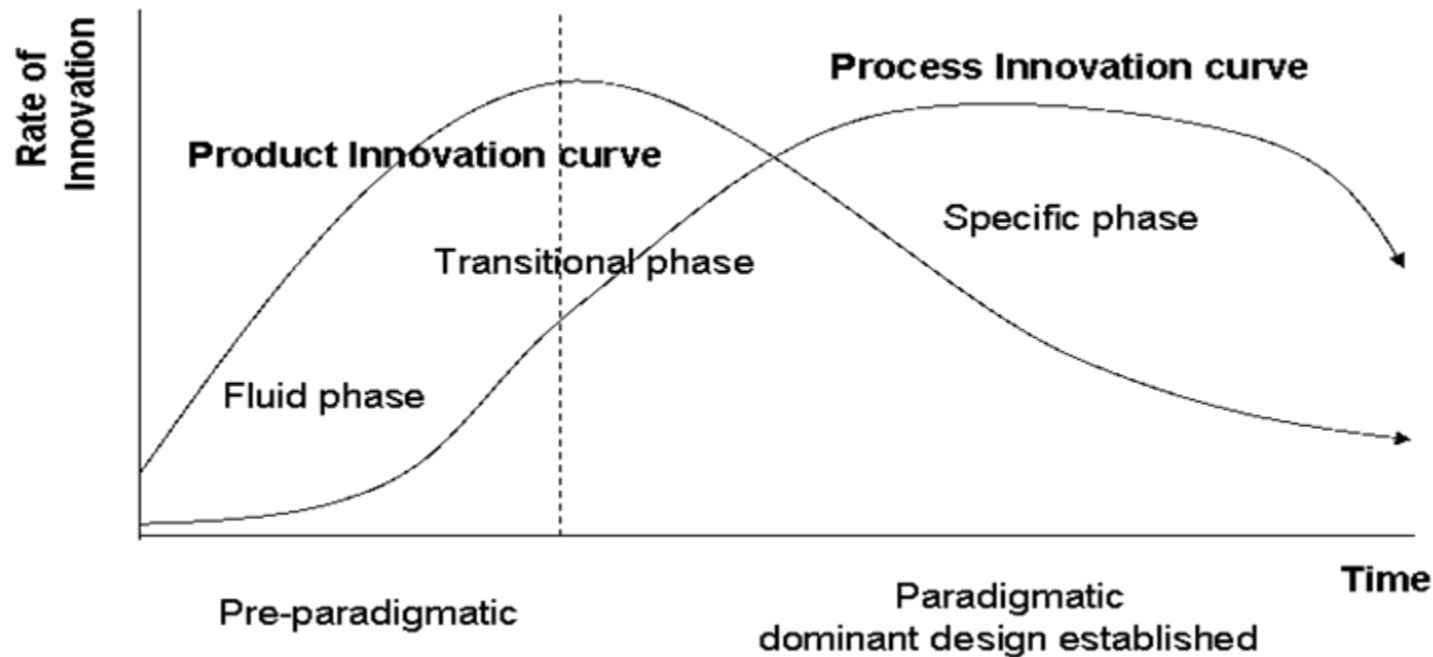 Rate of
Innovation
Process Innovation curve
Product Innovation curve
Specific phase
Transitional phase
Fluid phase
Time
Pre-paradigmatic
Paradigmatic
dominant design established